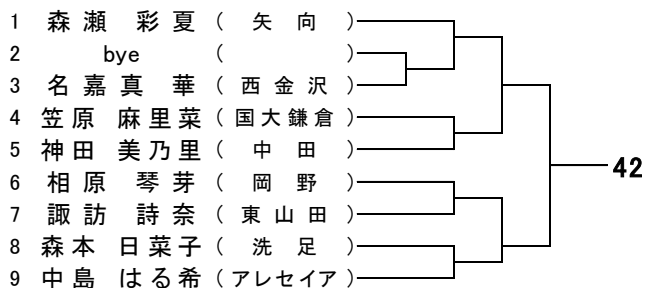 1 森瀬 彩夏 ( 矢向 )
2 bye ( )
3 名嘉真 華 ( 西金沢 )
4 笠原 麻里菜 ( 国大鎌倉 )
5 神田 美乃里 ( 中田 )
6 相原 琴芽 ( 岡野 )
7 諏訪 詩奈 ( 東山田 )
8 森本 日菜子 ( 洗足 )
9 中島 はる希 ( アレセイア )
42